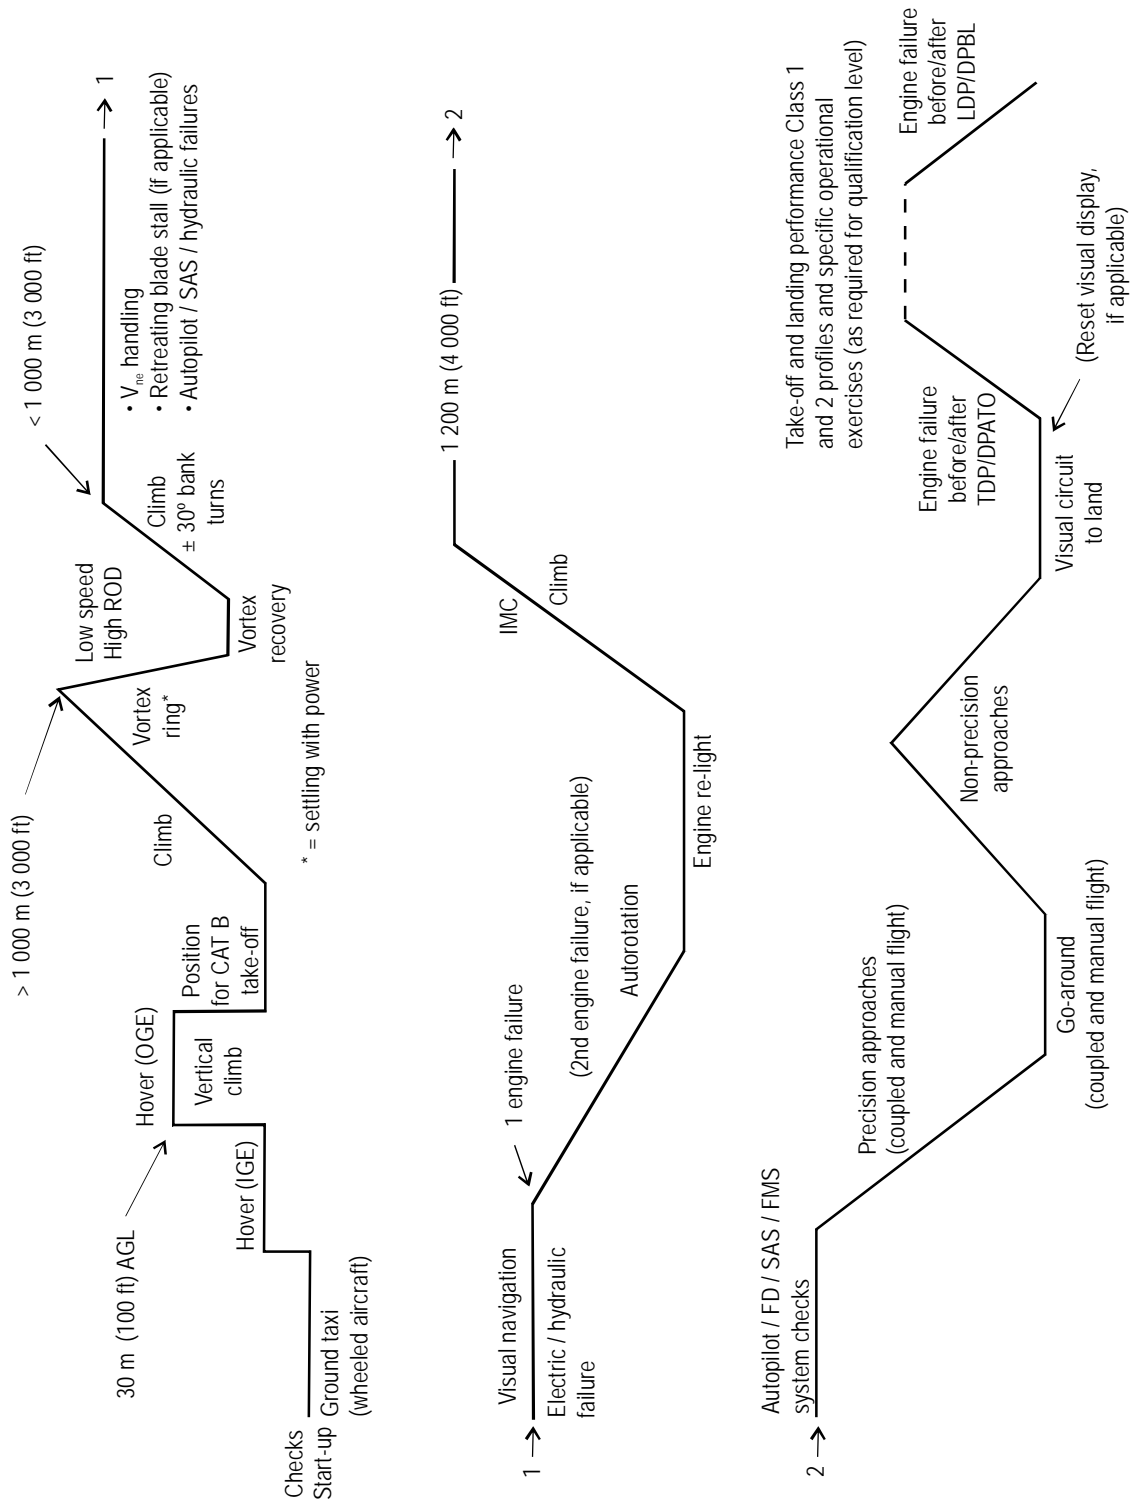 > 1 000 m (3 000 ft)
< 1 000 m (3 000 ft)
30 m (100 ft) AGL
Hover (OGE)
Low speed
High ROD
1
Vertical
climb
Position
for CAT B
take-off
Climb
Vortex
ring*
Climb
± 30º bank
turns
• Vne handling
• Retreating blade stall (if applicable)
• Autopilot / SAS / hydraulic failures
Hover (IGE)
Vortex
recovery
Checks
Start-up
Ground taxi
(wheeled aircraft)
* = settling with power
1
Visual navigation
Electric / hydraulic
failure
1 engine failure
(2nd engine failure, if applicable)
Autorotation
Engine re-light
IMC
Climb
1 200 m (4 000 ft)
2
2
Autopilot / FD / SAS / FMS
system checks
Precision approaches
(coupled and manual flight)
Go-around
(coupled and manual flight)
Non-precision
approaches
Take-off and landing performance Class 1
and 2 profiles and specific operational
exercises (as required for qualification level)
Engine failure
before/after
TDP/DPATO
Engine failure
before/after
LDP/DPBL
Visual circuit
to land
(Reset visual display,
if applicable)